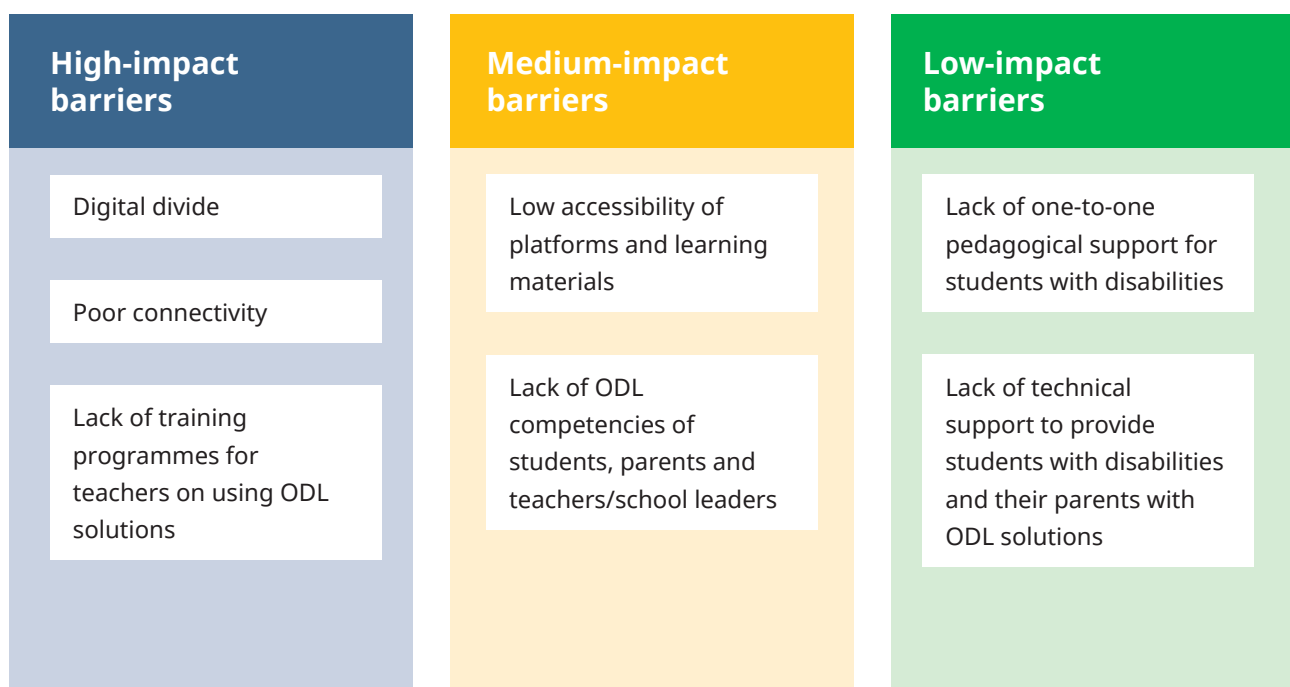 High-impact
barriers
Digital divide
Poor connectivity
Lack of training
programmes for
teachers on using ODL
solutions
Medium-impact
barriers
Low accessibility of
platforms and learning
materials
Lack of ODL
competencies of
students, parents and
teachers/school leaders
Low-impact
barriers
Lack of one-to-one
pedagogical support for
students with disabilities
Lack of technical
support to provide
students with disabilities
and their parents with
ODL solutions